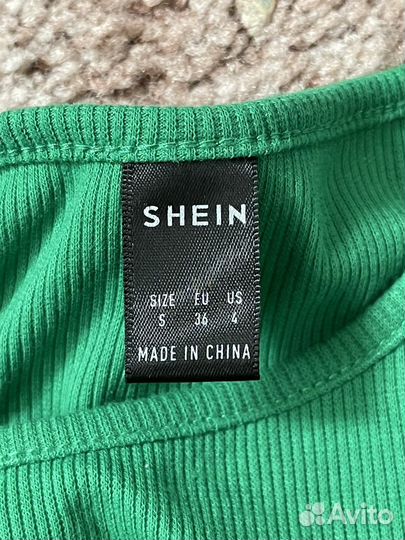 SHEIN
SIZE EU US
S 36 4
MADE IN CHINA
Avito